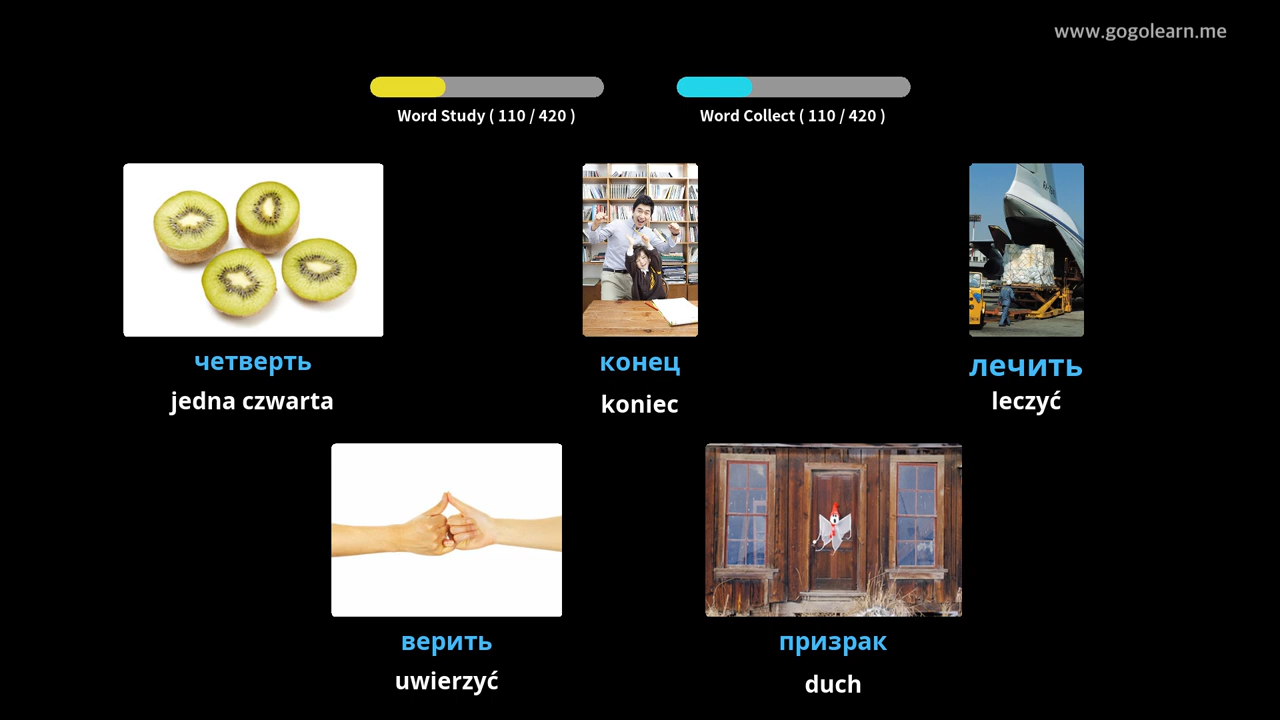 www.gogolearn.me
Word Study ( 110 / 420 )
Word Collect ( 110 / 420 )
четверть
jedna czwarta
конец
koniec
лечить
leczyć
верить
uwierzyć
призрак
duch